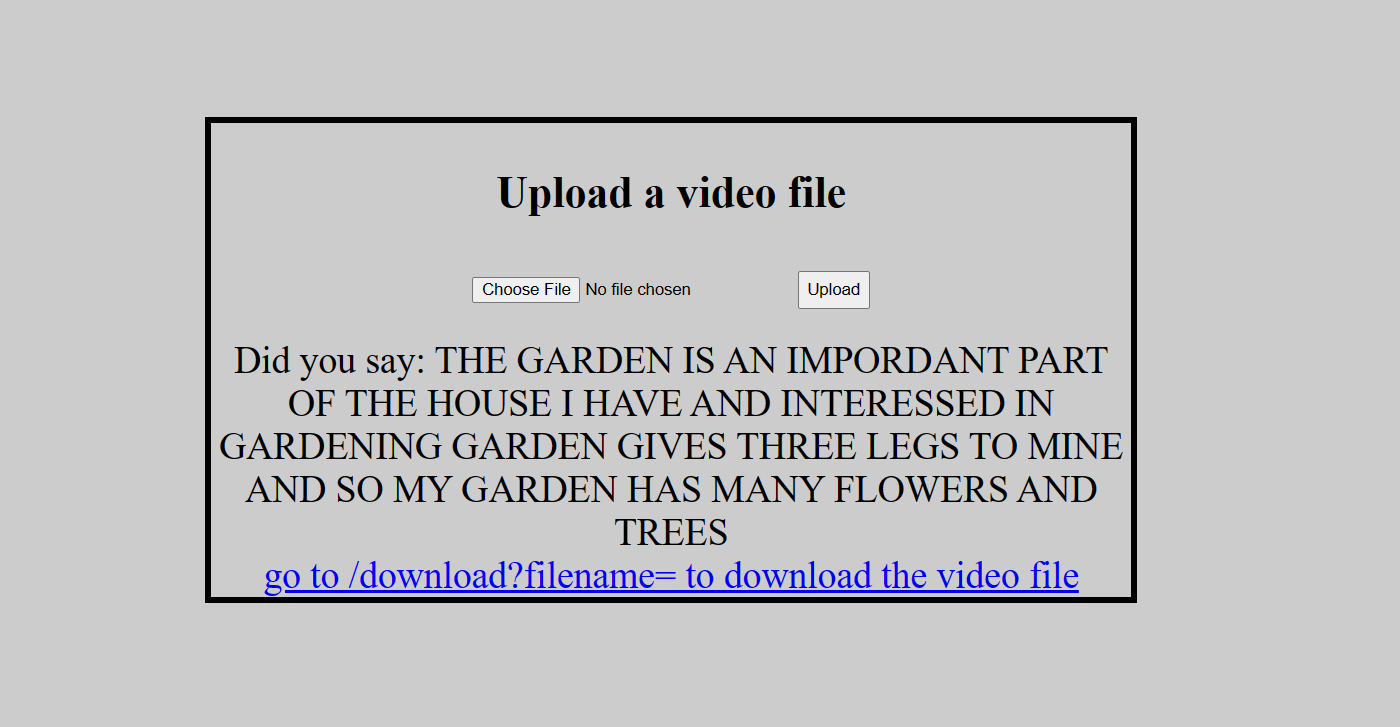 Upload a video file
Choose File No file chosen Upload
Did you say: THE GARDEN IS AN IMPORDANT PART
OF THE HOUSE I HAVE AND INTERESSED IN
GARDENING GARDEN GIVES THREE LEGS TO MINE
AND SO MY GARDEN HAS MANY FLOWERS AND
TREES
go to /download?filename= to download the video file